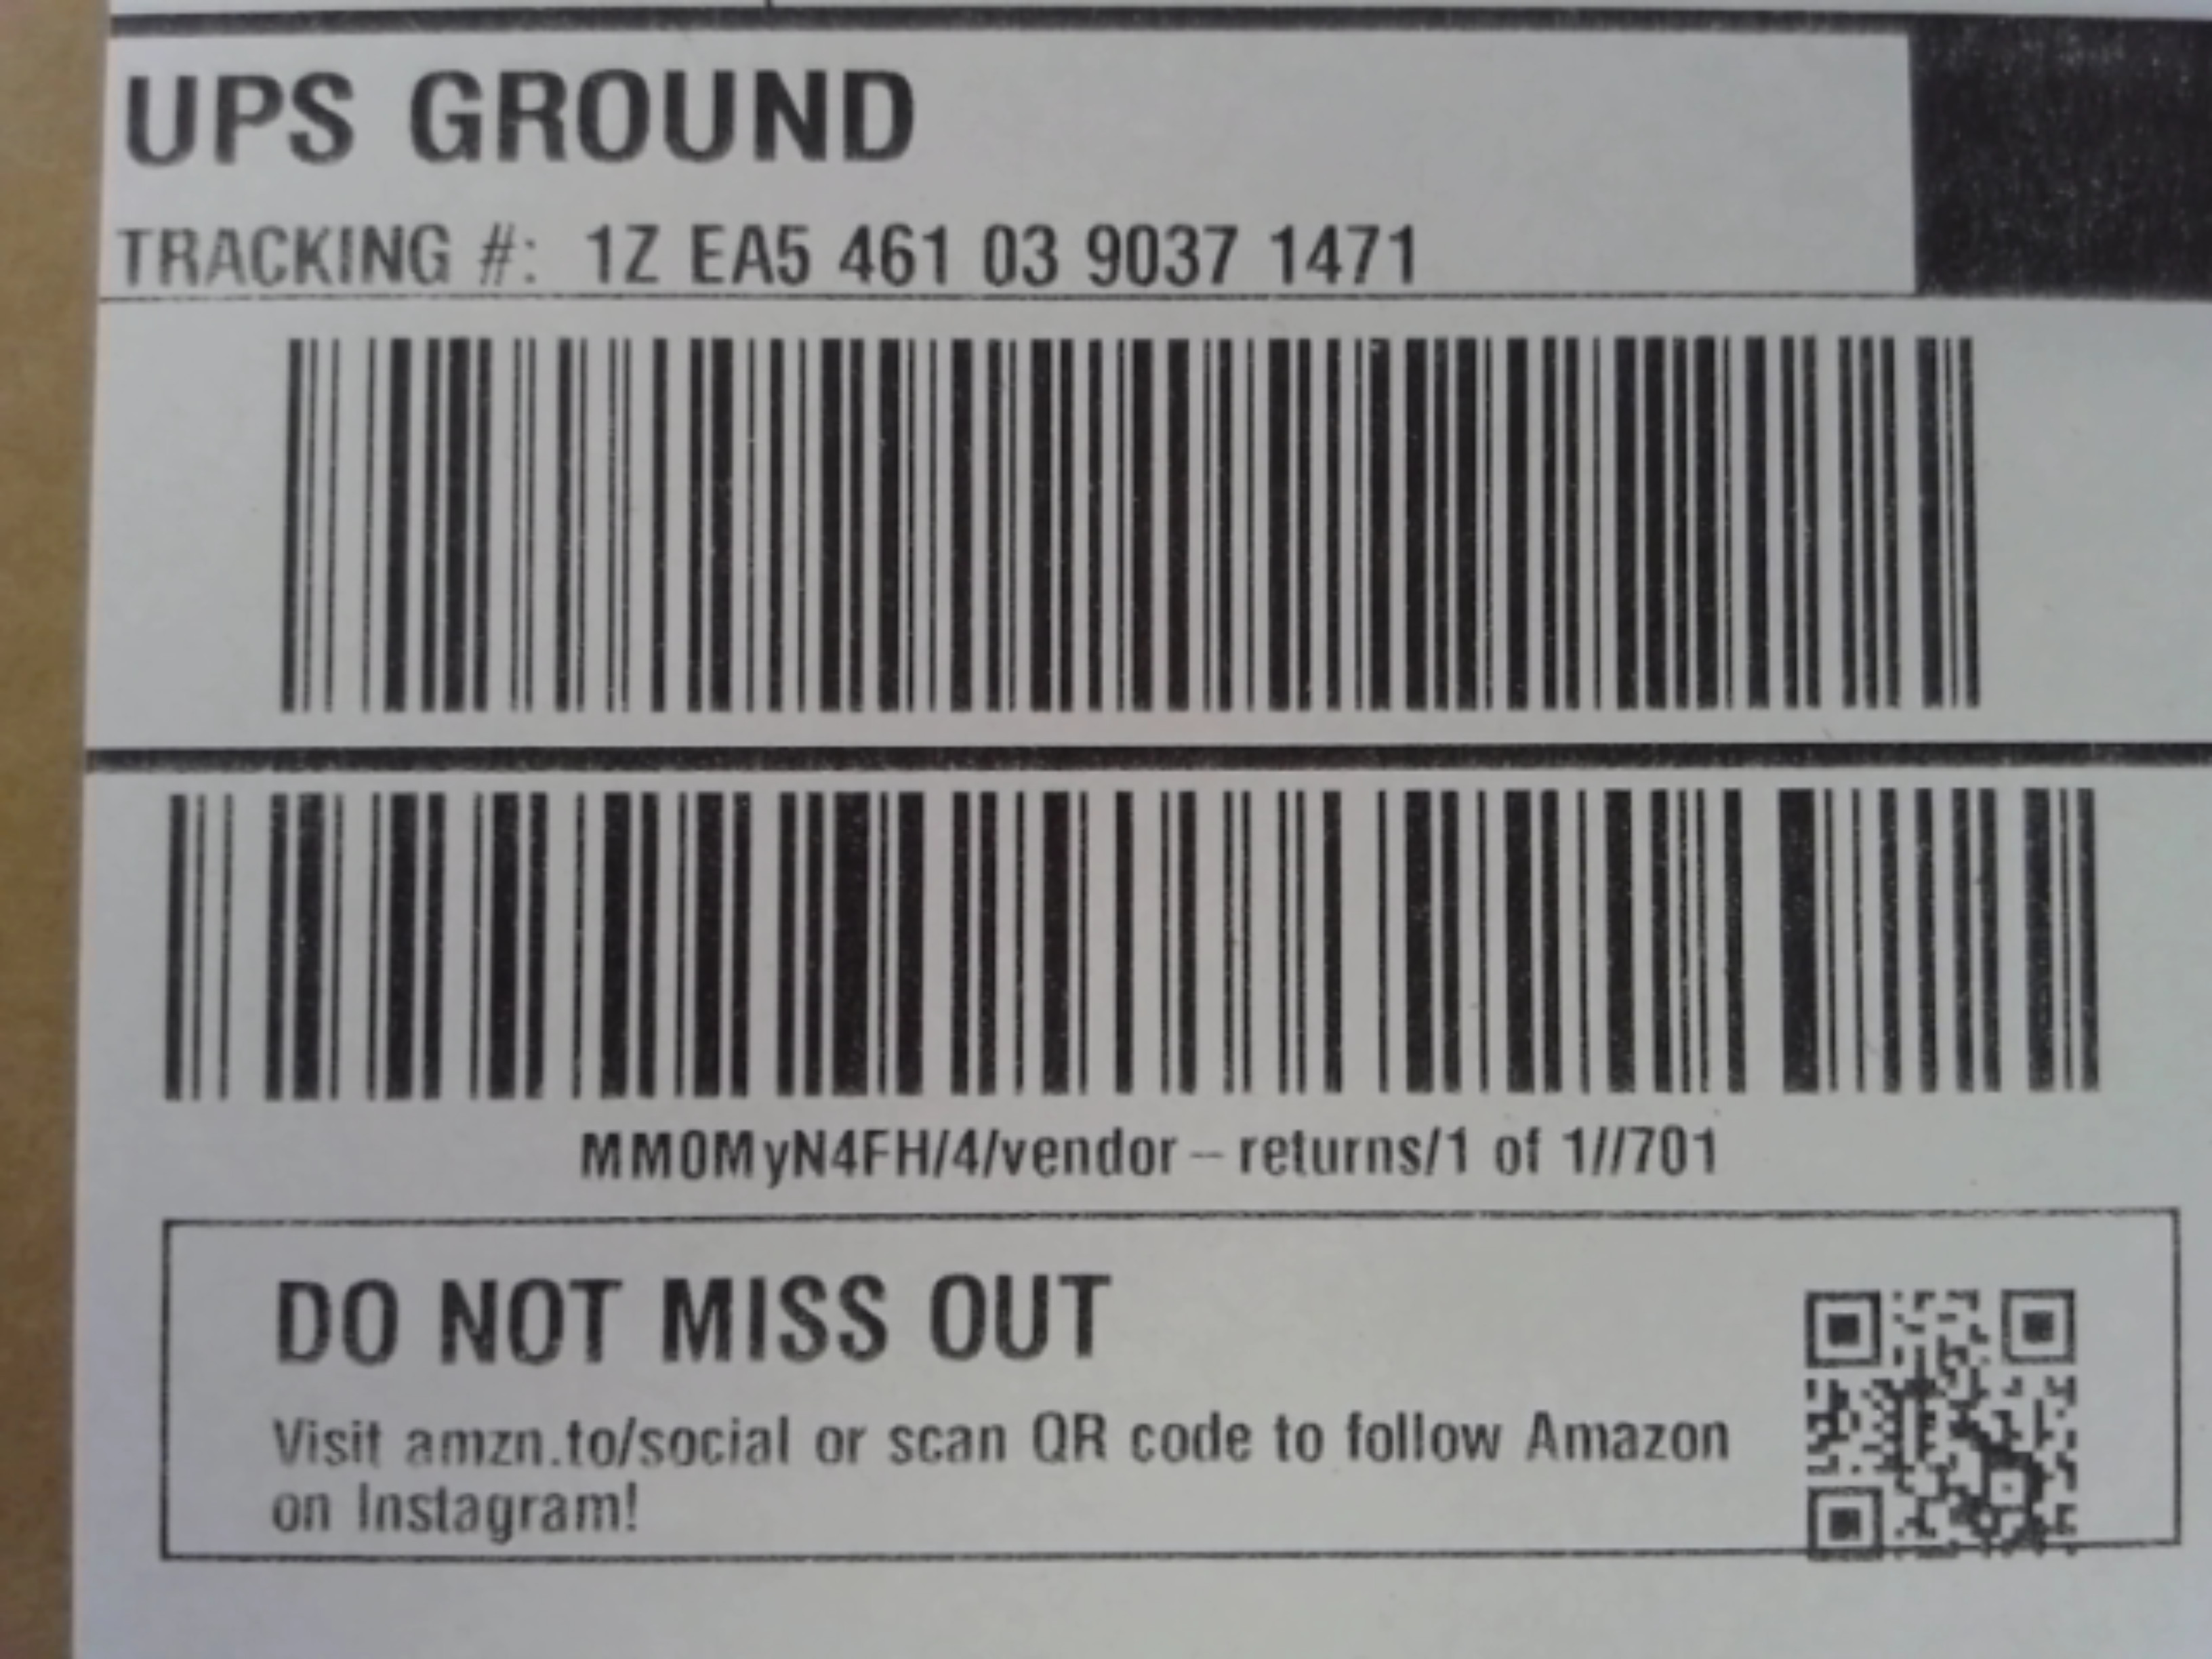 UPS GROUND
TRACKING #: 1Z EA5 461 03 9037 1471
MM0MyN4FH/4/vendor-returns/1 of 1//701
DO NOT MISS OUT
Visit amzn.to/social or scan QR code to follow Amazon
on Instagram!